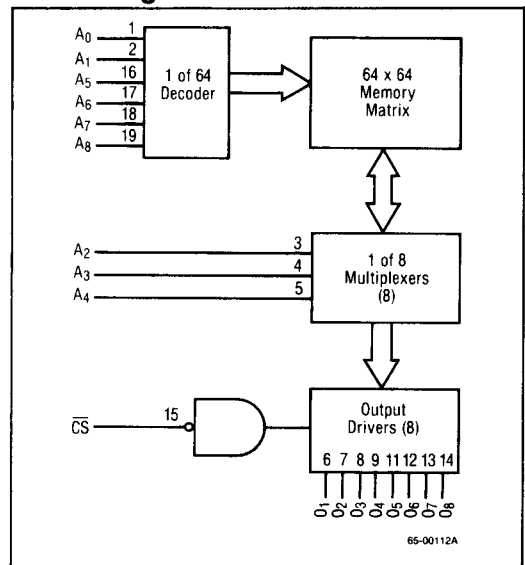 A0 1
A1 2
A5 16
A6 17
A7 18
A8 19
1 of 64
Decoder
64 x 64
Memory
Matrix
A2 3
A3 4
A4 5
1 of 8
Multiplexers
(8)
CS 15
Output
Drivers (8)
6 7 8 9 11 12 13 14
O1 O2 O3 O4 O5 O6 O7 O8
65-00112A